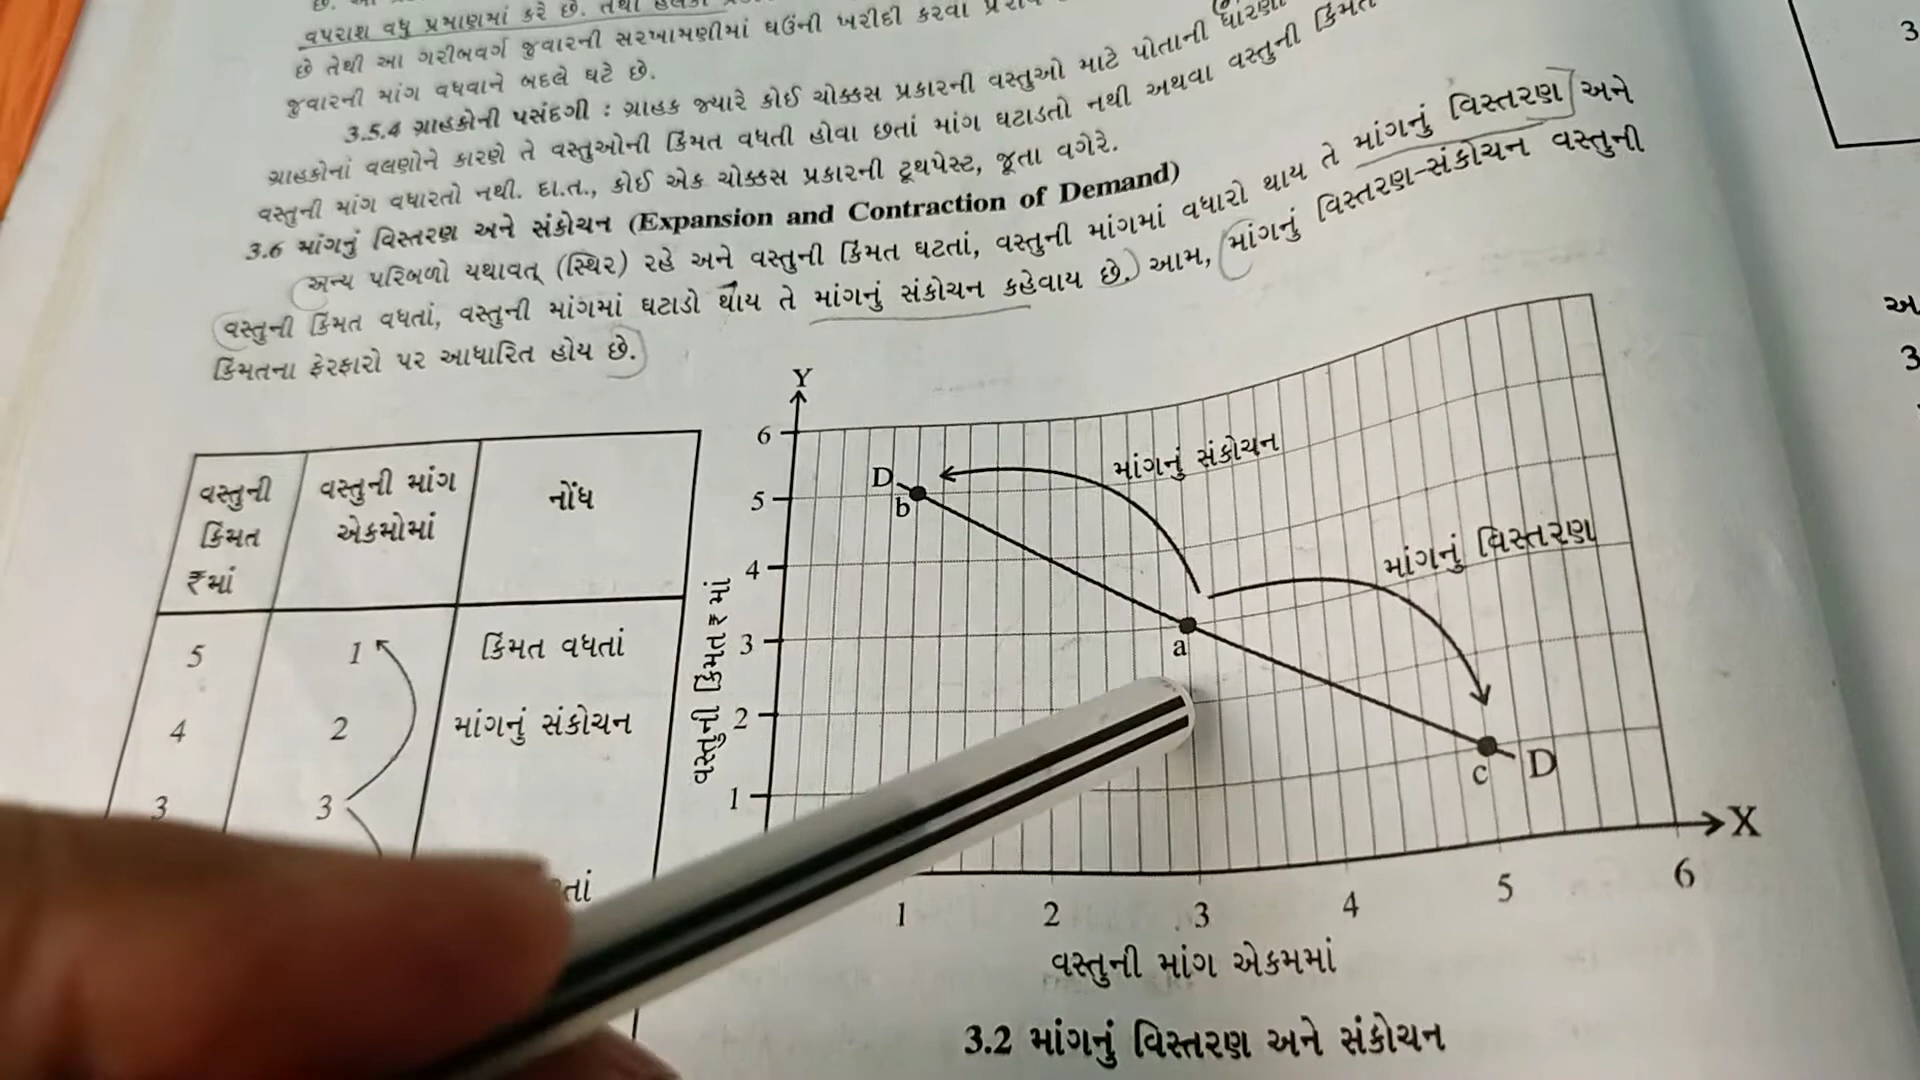 વપરાશ વધુ પ્રમાણમાં કરે છે. તેથી હલકા
છે તેથી આ ગરીબવર્ગ જુવારની સરખામણીમાં ઘઉંની ખરીદી કરવા
જુવારની માંગ વધવાને બદલે ઘટે છે.
3.5.4 ગ્રાહકોની પસંદગી : ગ્રાહક જ્યારે કોઈ ચોક્કસ પ્રકારની વસ્તુઓ માટે પોતાની ધારણા
ગ્રાહકોનાં વલણોને કારણે તે વસ્તુઓની કિંમત વધતી હોવા છતાં માંગ ઘટાડતો નથી અથવા વસ્તુની કિંમત
વસ્તુની માંગ વધારતો નથી. દા.ત., કોઈ એક ચોક્કસ પ્રકારની ટૂથપેસ્ટ, જૂતા વગેરે.
3.6 માંગનું વિસ્તરણ અને સંકોચન (Expansion and Contraction of Demand)
અન્ય પરિબળો યથાવત્ (સ્થિર) રહે અને વસ્તુની કિંમત ઘટતાં, વસ્તુની માંગમાં વધારો થાય તે માંગનું વિસ્તરણ અને
વસ્તુની કિંમત વધતાં, વસ્તુની માંગમાં ઘટાડો થાય તે માંગનું સંકોચન કહેવાય છે. આમ, માંગનું વિસ્તરણ-સંકોચન વસ્તુની
કિંમતના ફેરફારો પર આધારિત હોય છે.
વસ્તુની કિંમત ₹માં
વસ્તુની માંગ એકમોમાં
નોંધ
5 1 કિંમત વધતાં
4 2 માંગનું સંકોચન
3 3
Y
6
5
4
3
2
1
વસ્તુની કિંમત ₹ માં
D
b
માંગનું સંકોચન
માંગનું વિસ્તરણ
a
c D
X
1 2 3 4 5 6
વસ્તુની માંગ એકમમાં
3.2 માંગનું વિસ્તરણ અને સંકોચન